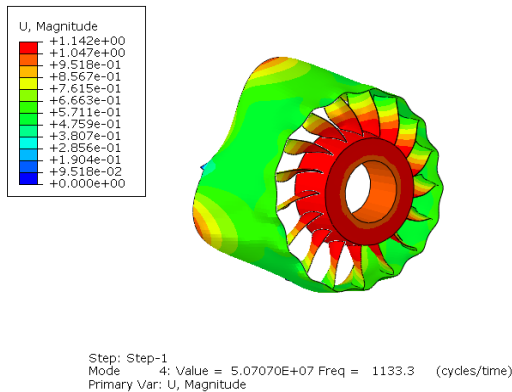 U, Magnitude
+1.142e+00
+1.047e+00
+9.518e-01
+8.567e-01
+7.615e-01
+6.663e-01
+5.711e-01
+4.759e-01
+3.807e-01
+2.856e-01
+1.904e-01
+9.518e-02
+0.000e+00
Step: Step-1
Mode 4: Value = 5.07070E+07 Freq = 1133.3 (cycles/time)
Primary Var: U, Magnitude